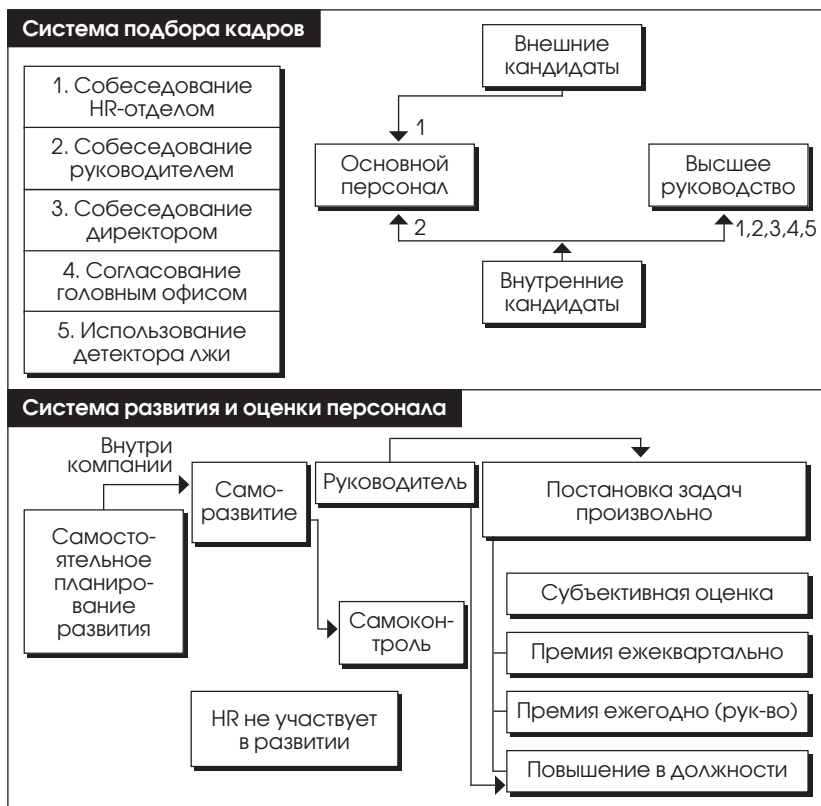 Система подбора кадров
1. Собеседование
HR-отделом
2. Собеседование
руководителем
3. Собеседование
директором
4. Согласование
головным офисом
5. Использование
детектора лжи
Внешние
кандидаты
1
Основной
персонал
Высшее
руководство
2
1,2,3,4,5
Внутренние
кандидаты
Система развития и оценки персонала
Внутри
компании
Самосто-
ятельное
планиро-
вание
развития
Само-
развитие
Самокон-
троль
HR не участвует
в развитии
Руководитель
Постановка задач
произвольно
Субъективная оценка
Премия ежеквартально
Премия ежегодно (рук-во)
Повышение в должности